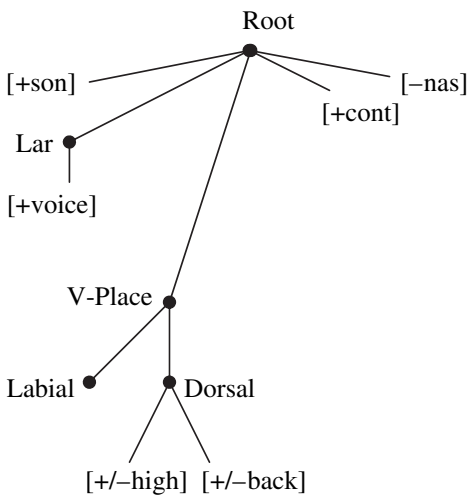 Root
[+son]
[–nas]
[+cont]
Lar
[+voice]
V-Place
Labial
Dorsal
[+/–high]
[+/–back]